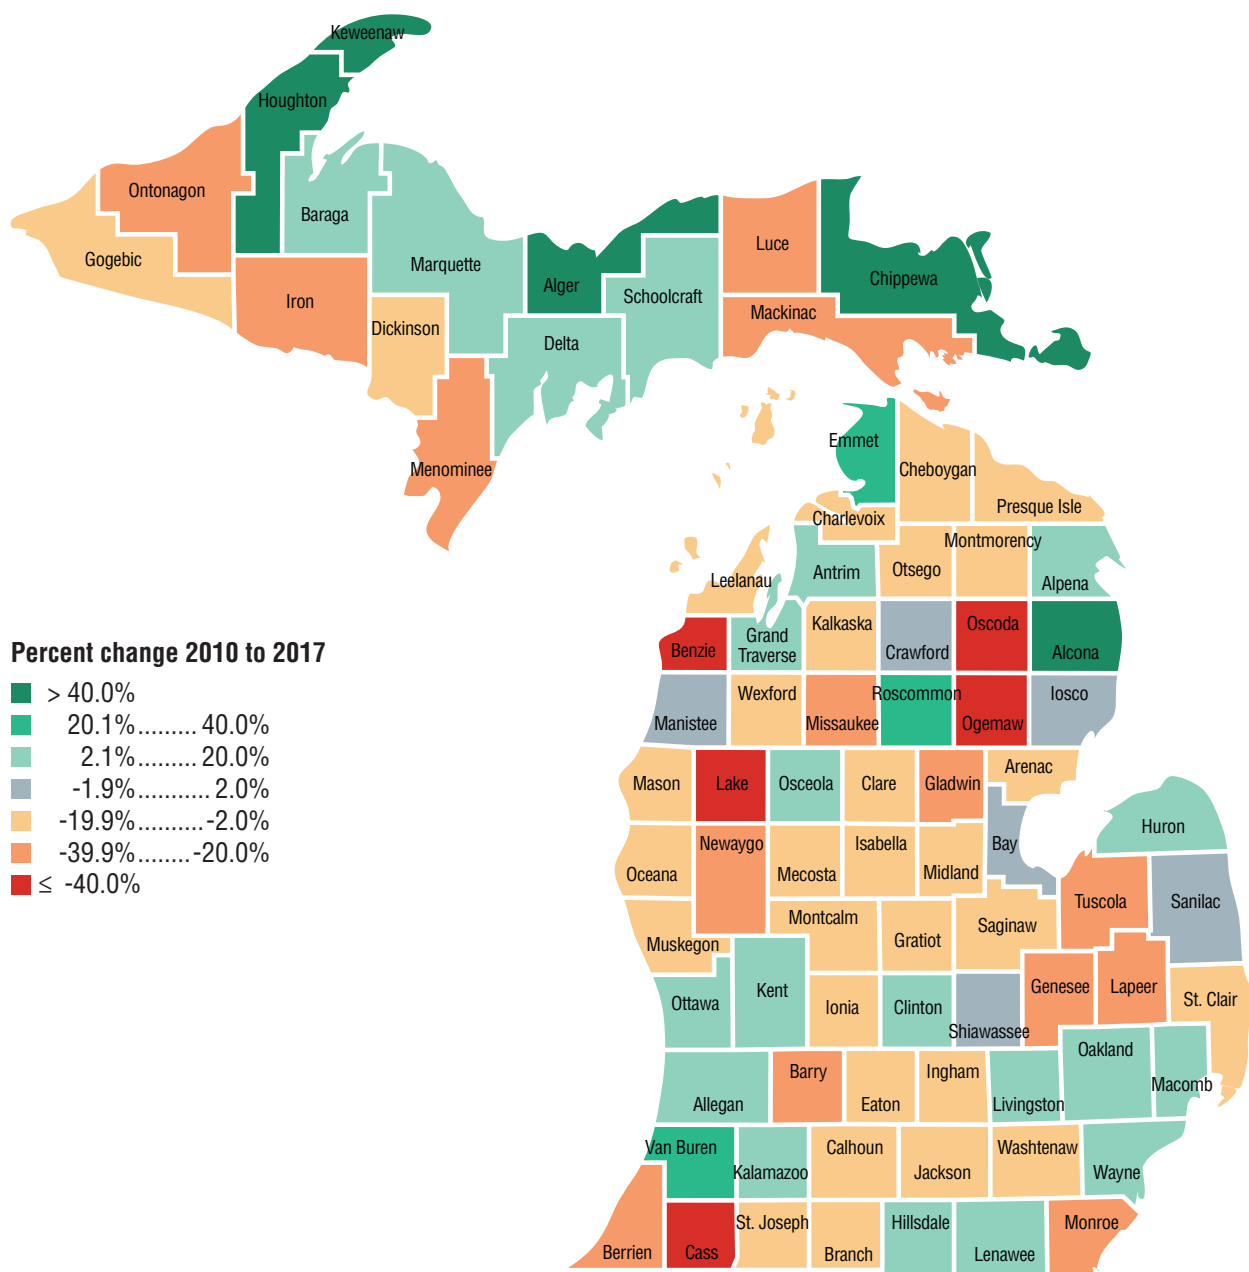 Keweenaw
Houghton
Ontonagon
Baraga
Gogebic
Marquette
Iron
Dickinson
Menominee
Alger
Schoolcraft
Delta
Luce
Mackinac
Chippewa
Emmet
Cheboygan
Presque Isle
Charlevoix
Montmorency
Leelanau
Antrim
Otsego
Alpena
Benzie
Grand
Traverse
Kalkaska
Crawford
Oscoda
Alcona
Manistee
Wexford
Missaukee
Roscommon
Ogemaw
Iosco
Percent change 2010 to 2017
> 40.0%
20.1%......... 40.0%
2.1%......... 20.0%
-1.9%........... 2.0%
-19.9%..........-2.0%
-39.9%........-20.0%
≤ -40.0%
Mason
Lake
Osceola
Clare
Gladwin
Arenac
Huron
Oceana
Newaygo
Mecosta
Isabella
Midland
Bay
Tuscola
Sanilac
Muskegon
Montcalm
Gratiot
Saginaw
Ottawa
Kent
Ionia
Clinton
Shiawassee
Genesee
Lapeer
St. Clair
Allegan
Barry
Eaton
Ingham
Livingston
Oakland
Macomb
Van Buren
Kalamazoo
Calhoun
Jackson
Washtenaw
Wayne
Berrien
Cass
St. Joseph
Branch
Hillsdale
Lenawee
Monroe